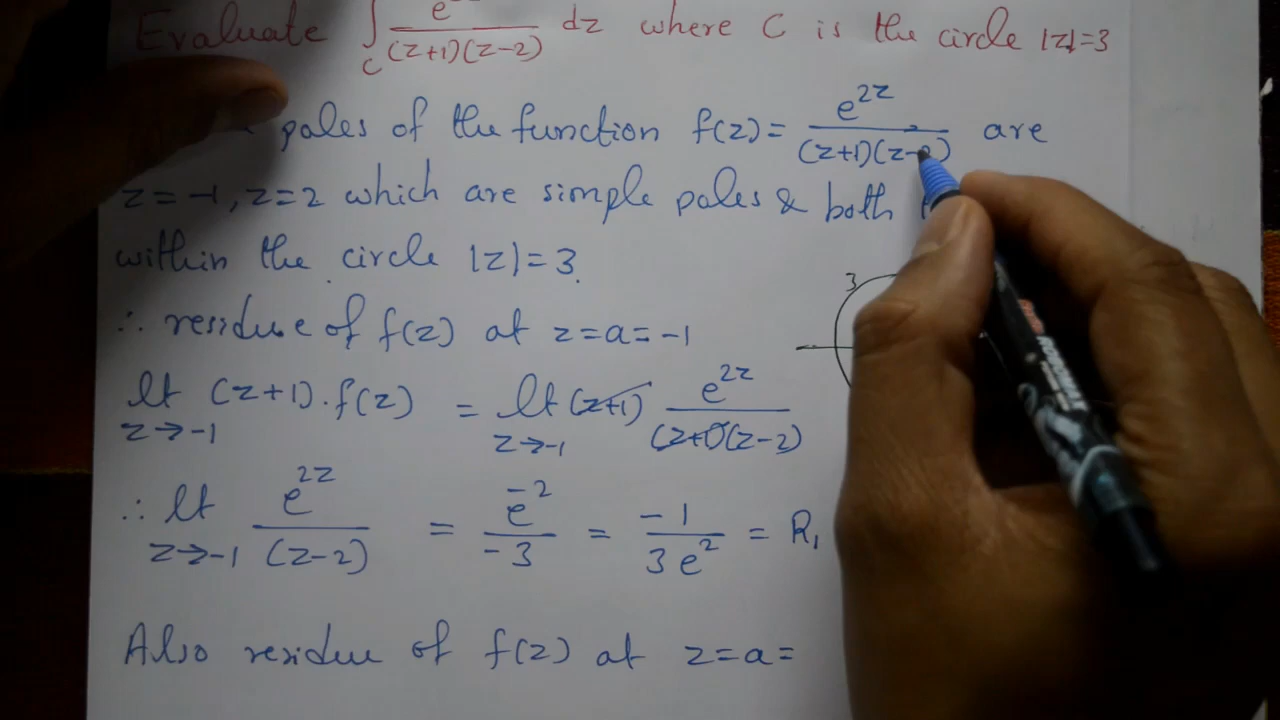 Evaluate ∫_C e/(z+1)(z-2) dz where C is the circle |z|=3
poles of the function f(z)= e^{2z}/(z+1)(z-2) are
z=-1, z=2 which are simple poles & both
within the circle |z|=3.
3
∴ residue of f(z) at z=a=-1
lt_{z→-1} (z+1).f(z) = lt_{z→-1} (z+1) e^{2z}/(z+1)(z-2)
∴ lt_{z→-1} e^{2z}/(z-2) = e^{-2}/-3 = -1/3e^2 = R_1
Also residue of f(z) at z=a=